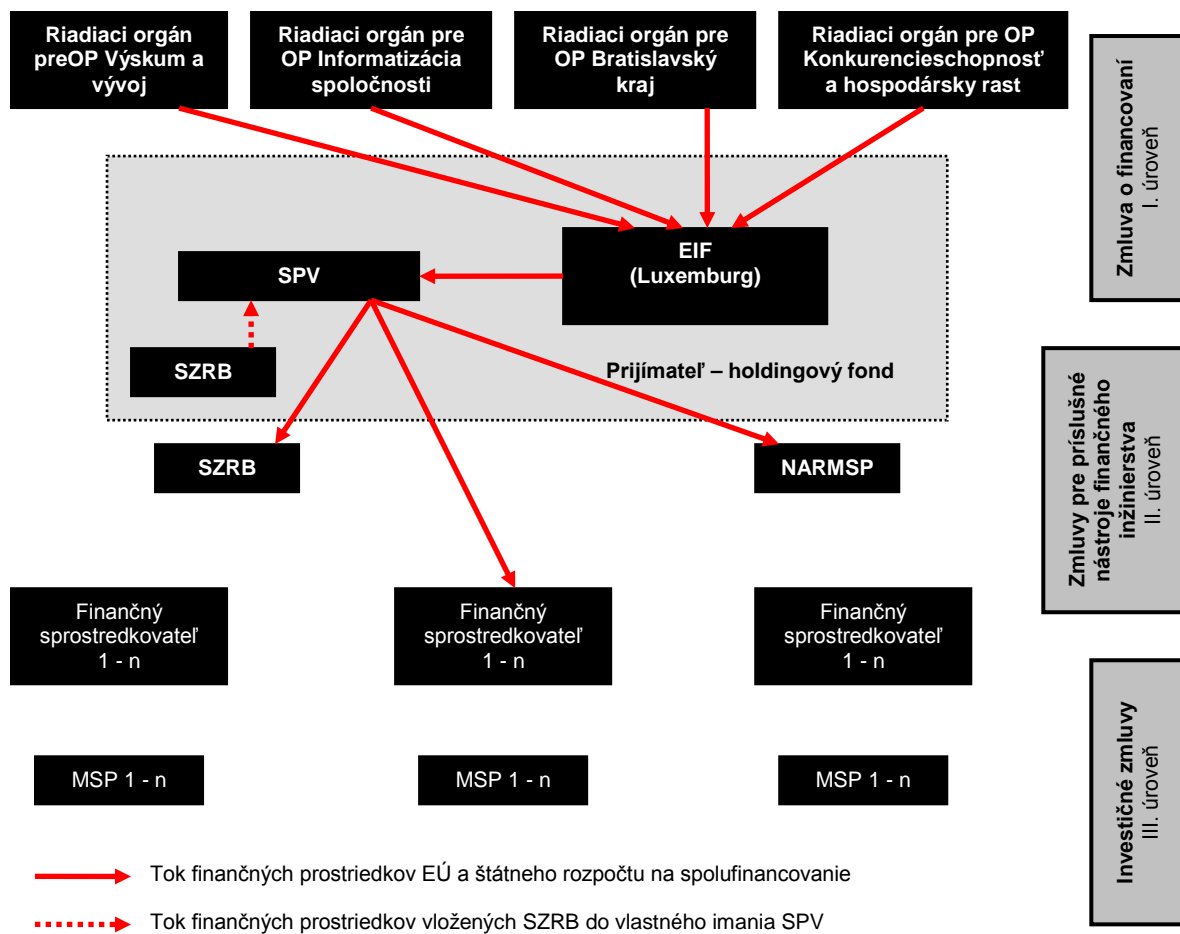 Riadiaci orgán
preOP Výskum a
vývoj
Riadiaci orgán pre
OP Informatizácia
spoločnosti
Riadiaci orgán pre
OP Bratislavský
kraj
Riadiaci orgán pre OP
Konkurencieschopnosť
a hospodársky rast
Zmluva o financovaní
I. úroveň
EIF
(Luxemburg)
SPV
SZRB
Prijímateľ – holdingový fond
SZRB
NARMSP
Zmluvy pre príslušné
nástroje finančného
inžinierstva
II. úroveň
Finančný
sprostredkovateľ
1 - n
Finančný
sprostredkovateľ
1 - n
Finančný
sprostredkovateľ
1 - n
MSP 1 - n
MSP 1 - n
MSP 1 - n
Investičné zmluvy
III. úroveň
Tok finančných prostriedkov EÚ a štátneho rozpočtu na spolufinancovanie
Tok finančných prostriedkov vložených SZRB do vlastného imania SPV